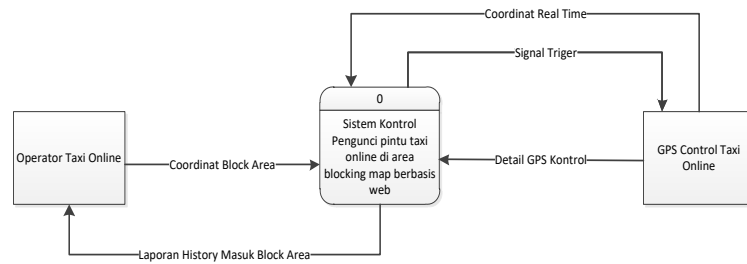 Coordinat Real Time
Signal Triger
0
Sistem Kontrol
Pengunci pintu taxi
online di area
blocking map berbasis
web
Operator Taxi Online
Coordinat Block Area
Detail GPS Kontrol
GPS Control Taxi
Online
Laporan History Masuk Block Area